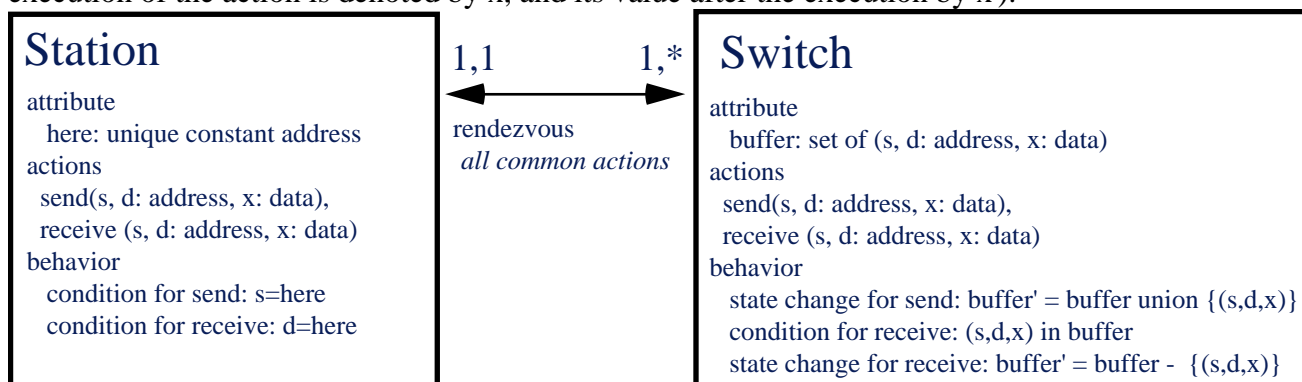 execution of the action is denoted by x, and its value after the execution by x').
Station
attribute
here: unique constant address
actions
send(s, d: address, x: data),
receive (s, d: address, x: data)
behavior
condition for send: s=here
condition for receive: d=here
1,1 1,*
rendezvous
all common actions
Switch
attribute
buffer: set of (s, d: address, x: data)
actions
send(s, d: address, x: data),
receive (s, d: address, x: data)
behavior
state change for send: buffer' = buffer union {(s,d,x)}
condition for receive: (s,d,x) in buffer
state change for receive: buffer' = buffer - {(s,d,x)}